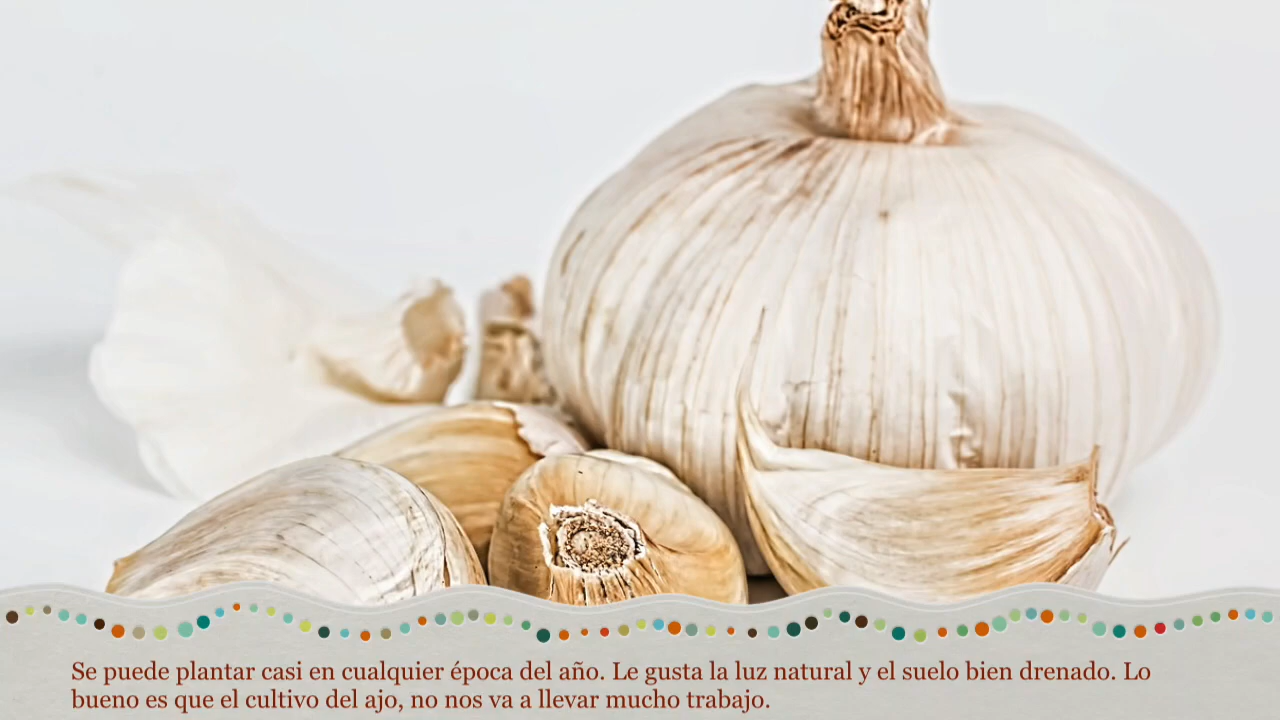 Se puede plantar casi en cualquier época del año. Le gusta la luz natural y el suelo bien drenado. Lo
bueno es que el cultivo del ajo, no nos va a llevar mucho trabajo.